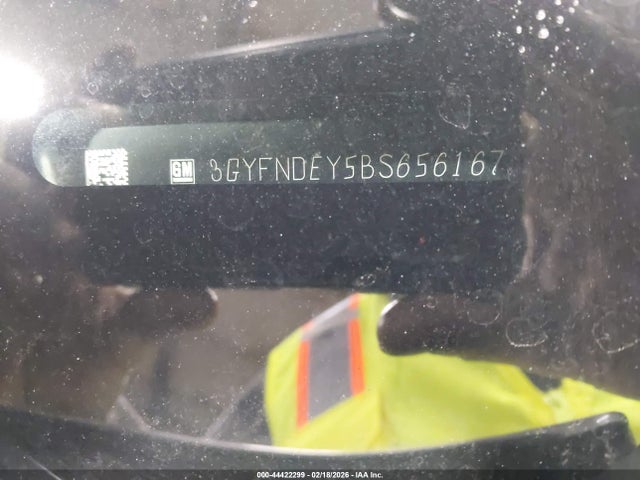 GM 3GYFNDEY5BS656167
000-44422299 - 02/18/2026 - IAA Inc.